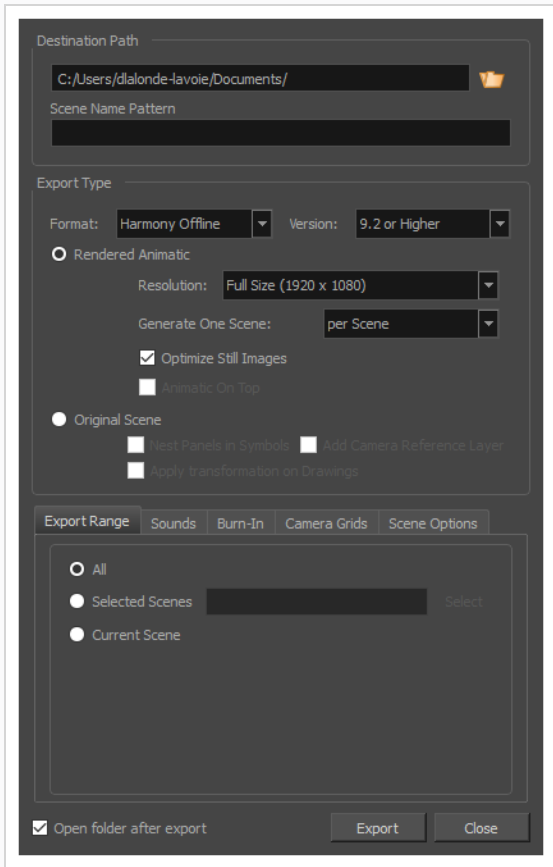 Destination Path
C:/Users/dlalonde-lavoie/Documents/
Scene Name Pattern
Export Type
Format: Harmony Offline Version: 9.2 or Higher
Rendered Animatic
Resolution: Full Size (1920 x 1080)
Generate One Scene: per Scene
Optimize Still Images
Animatic On Top
Original Scene
Nest Panels in Symbols Add Camera Reference Layer
Apply transformation on Drawings
Export Range Sounds Burn-In Camera Grids Scene Options
All
Selected Scenes Select
Current Scene
Open folder after export Export Close